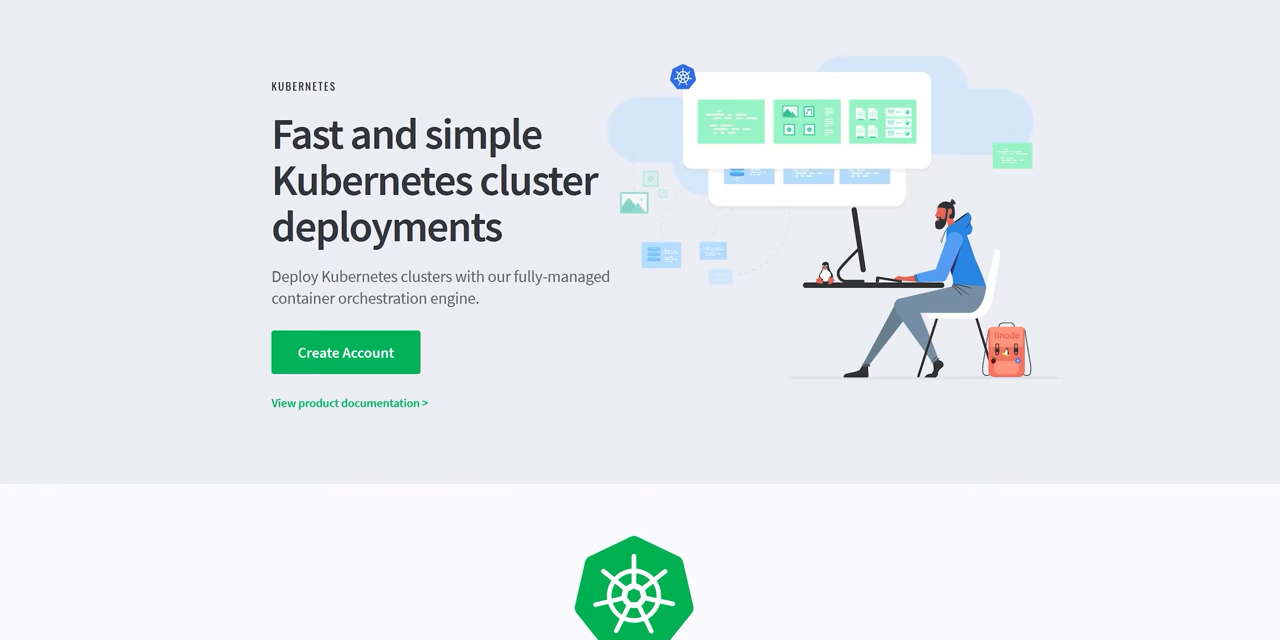 KUBERNETES
Fast and simple
Kubernetes cluster
deployments
Deploy Kubernetes clusters with our fully-managed
container orchestration engine.
Create Account
View product documentation >
linode